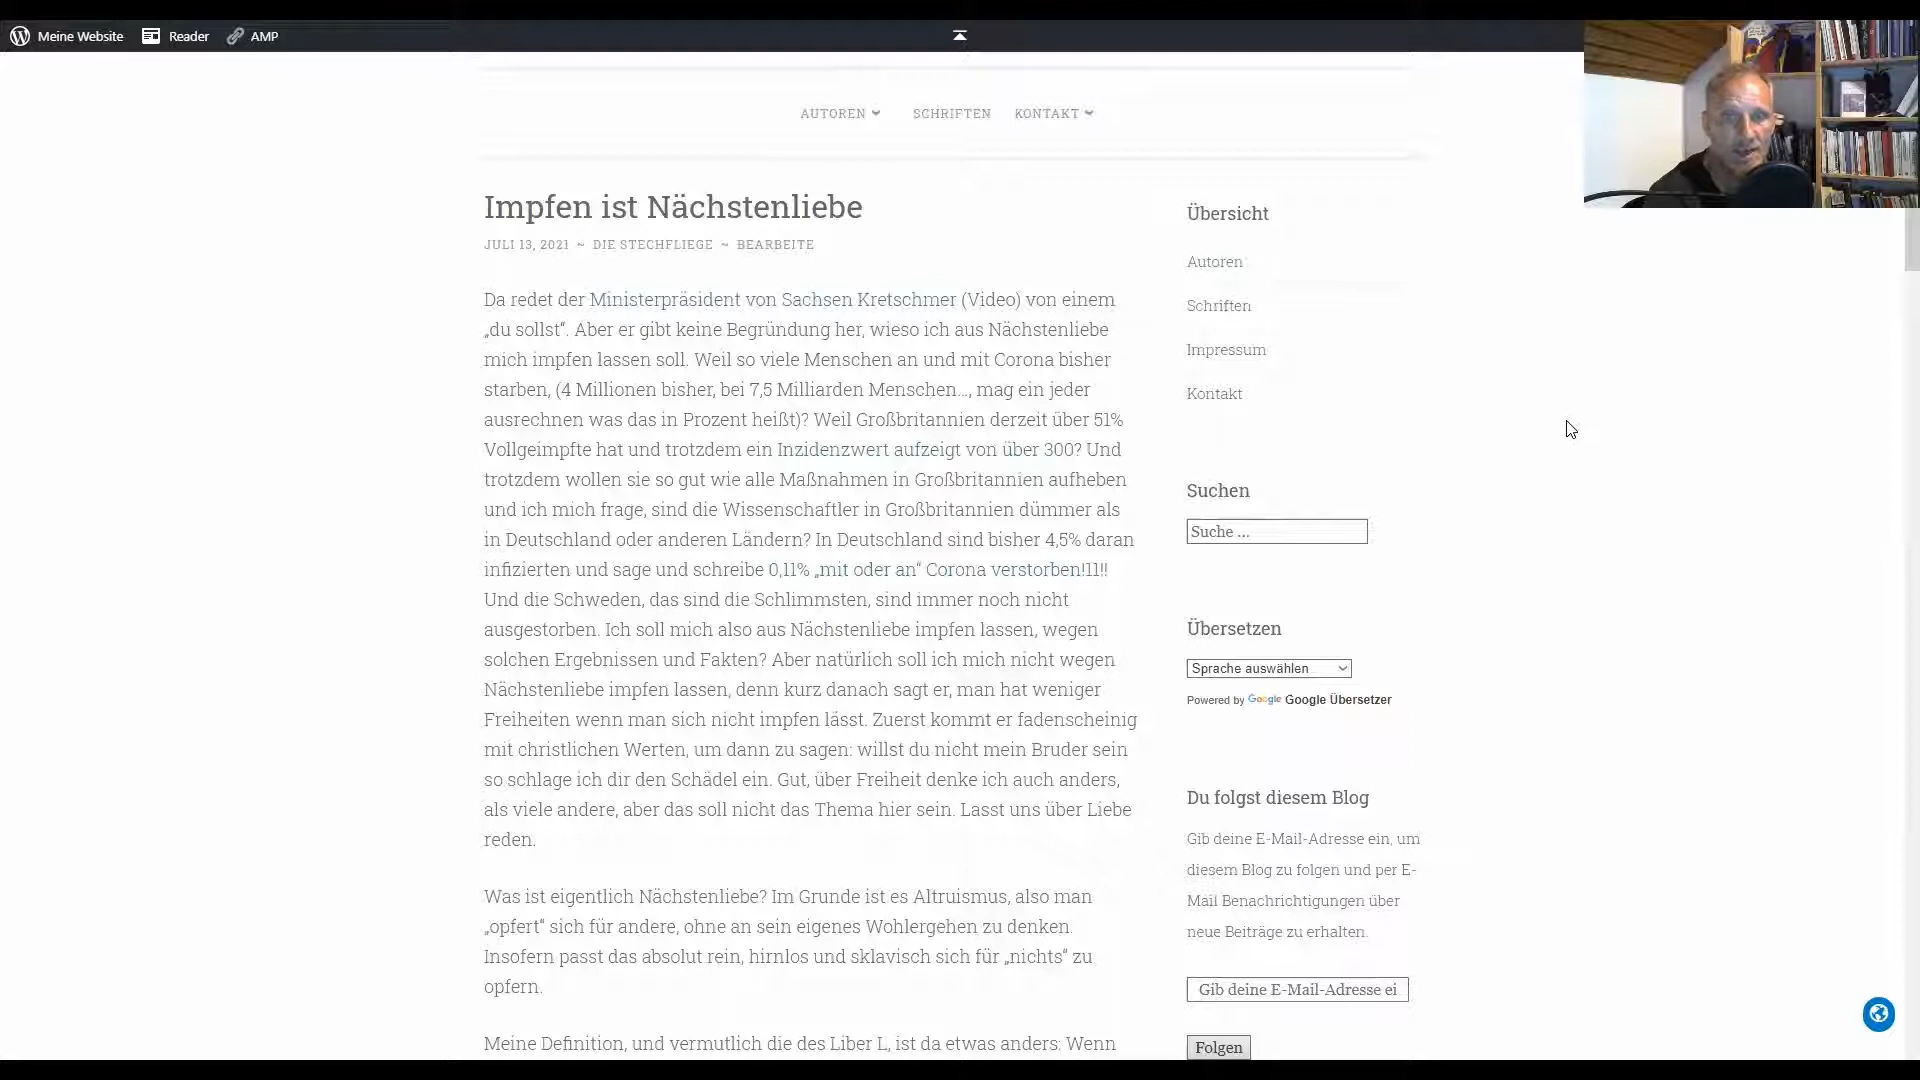 Meine Website
Reader
AMP
AUTOREN
SCHRIFTEN
KONTAKT
Impfen ist Nächstenliebe
JULI 13, 2021 ~ DIE STECHFLIEGE ~ BEARBEITE
Da redet der Ministerpräsident von Sachsen Kretschmer (Video) von einem
„du sollst“. Aber er gibt keine Begründung her, wieso ich aus Nächstenliebe
mich impfen lassen soll. Weil so viele Menschen an und mit Corona bisher
starben, (4 Millionen bisher, bei 7,5 Milliarden Menschen…, mag ein jeder
ausrechnen was das in Prozent heißt)? Weil Großbritannien derzeit über 51%
Vollgeimpfte hat und trotzdem ein Inzidenzwert aufzeigt von über 300? Und
trotzdem wollen sie so gut wie alle Maßnahmen in Großbritannien aufheben
und ich mich frage, sind die Wissenschaftler in Großbritannien dümmer als
in Deutschland oder anderen Ländern? In Deutschland sind bisher 4,5% daran
infizierten und sage und schreibe 0,11% „mit oder an“ Corona verstorben!11!!
Und die Schweden, das sind die Schlimmsten, sind immer noch nicht
ausgestorben. Ich soll mich also aus Nächstenliebe impfen lassen, wegen
solchen Ergebnissen und Fakten? Aber natürlich soll ich mich nicht wegen
Nächstenliebe impfen lassen, denn kurz danach sagt er, man hat weniger
Freiheiten wenn man sich nicht impfen lässt. Zuerst kommt er fadenscheinig
mit christlichen Werten, um dann zu sagen: willst du nicht mein Bruder sein
so schlage ich dir den Schädel ein. Gut, über Freiheit denke ich auch anders,
als viele andere, aber das soll nicht das Thema hier sein. Lasst uns über Liebe
reden.
Was ist eigentlich Nächstenliebe? Im Grunde ist es Altruismus, also man
„opfert“ sich für andere, ohne an sein eigenes Wohlergehen zu denken.
Insofern passt das absolut rein, hirnlos und sklavisch sich für „nichts“ zu
opfern.
Meine Definition, und vermutlich die des Liber L, ist da etwas anders: Wenn
Übersicht
Autoren
Schriften
Impressum
Kontakt
Suchen
Suche …
Übersetzen
Sprache auswählen
Powered by Google Google Übersetzer
Du folgst diesem Blog
Gib deine E-Mail-Adresse ein, um
diesem Blog zu folgen und per E-
Mail Benachrichtigungen über
neue Beiträge zu erhalten.
Gib deine E-Mail-Adresse ei
Folgen